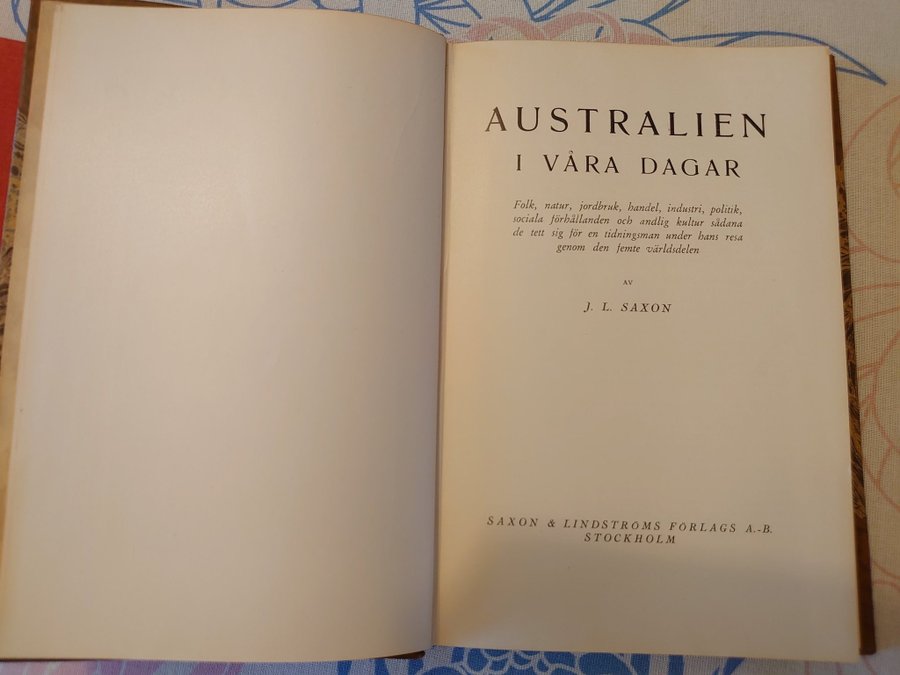 AUSTRALIEN
I VÅRA DAGAR
Folk, natur, jordbruk, handel, industri, politik,
sociala förhållanden och andlig kultur sådana
de tett sig för en tidningsman under hans resa
genom den femte världsdelen
AV
J. L. SAXON
SAXON & LINDSTRÖMS FÖRLAGS A.-B.
STOCKHOLM